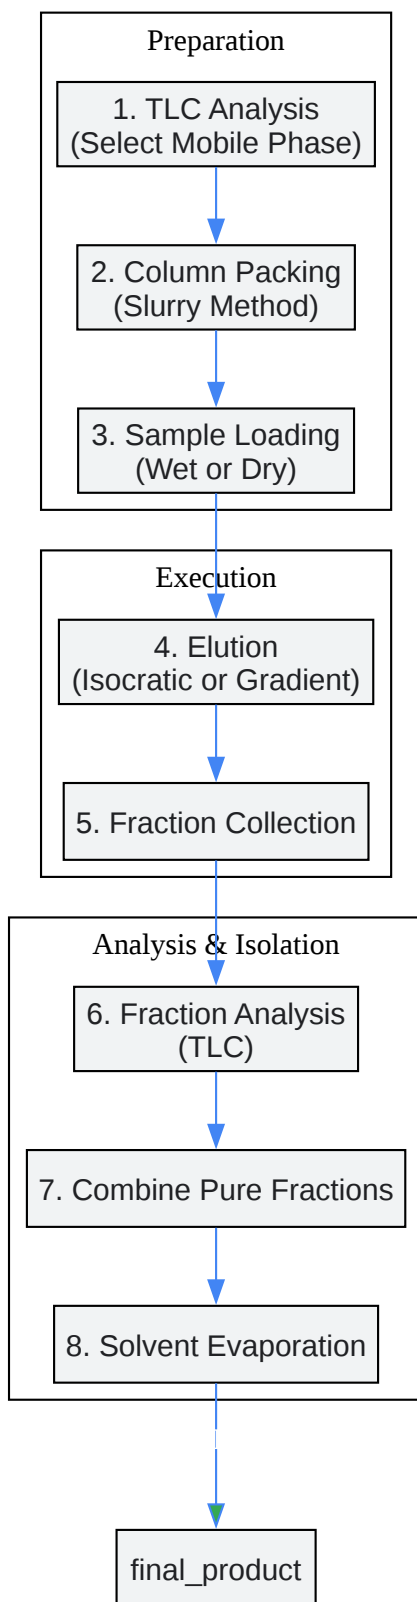 Preparation
1. TLC Analysis
(Select Mobile Phase)
2. Column Packing
(Slurry Method)
3. Sample Loading
(Wet or Dry)
Execution
4. Elution
(Isocratic or Gradient)
5. Fraction Collection
Analysis & Isolation
6. Fraction Analysis
(TLC)
7. Combine Pure Fractions
8. Solvent Evaporation
final_product